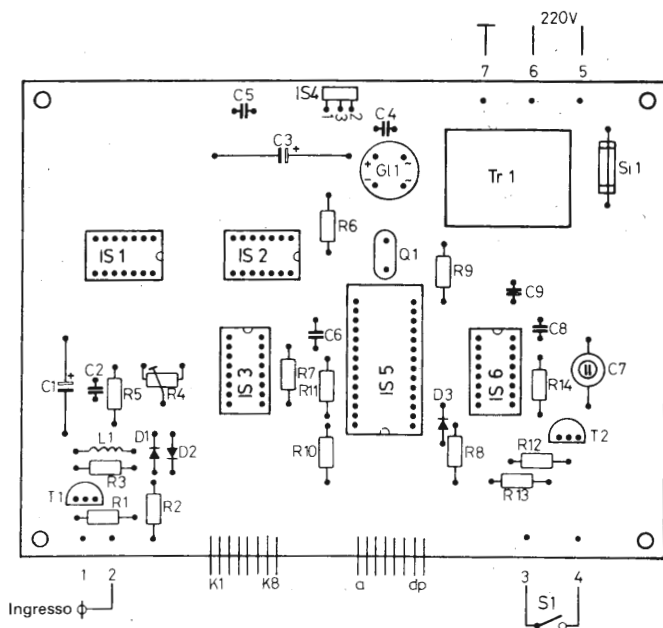 220V
7 6 5
IS4
C5
1 3 2
C4
C3 +
+ ~
Gl1
- ~
Tr 1
Si 1
R6
IS 1
IS 2
Q1
R9
C9
C6
C8
C1 +
C2
R5
R4
IS 3
R7
R11
IS 5
IS 6
R14
C7
D3
T2
L1
D1
D2
R3
R10
R8
R12
T1
R1
R2
R13
1 2
K1 K8
a dp
3 4
S1
Ingresso